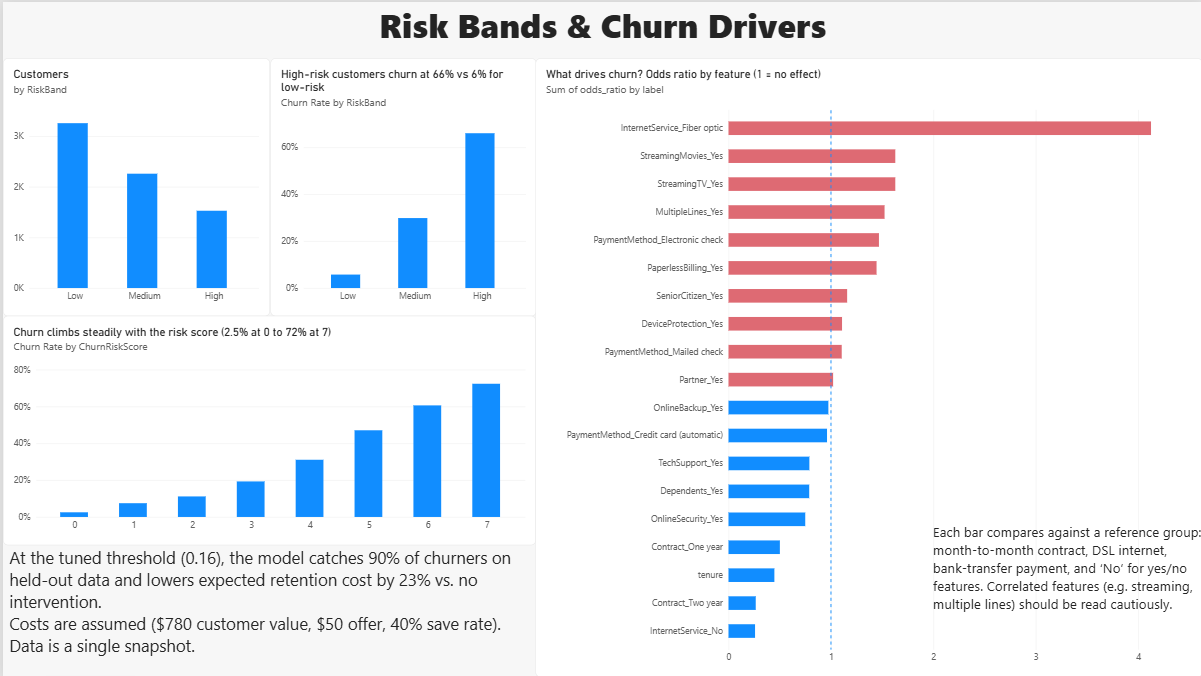 Risk Bands & Churn Drivers
Customers
by RiskBand
3K
2K
1K
0K
Low
Medium
High
High-risk customers churn at 66% vs 6% for
low-risk
Churn Rate by RiskBand
60%
40%
20%
0%
Low
Medium
High
Churn climbs steadily with the risk score (2.5% at 0 to 72% at 7)
Churn Rate by ChurnRiskScore
80%
60%
40%
20%
0%
0
1
2
3
4
5
6
7
At the tuned threshold (0.16), the model catches 90% of churners on
held-out data and lowers expected retention cost by 23% vs. no
intervention.
Costs are assumed ($780 customer value, $50 offer, 40% save rate).
Data is a single snapshot.
What drives churn? Odds ratio by feature (1 = no effect)
Sum of odds_ratio by label
InternetService_Fiber optic
StreamingMovies_Yes
StreamingTV_Yes
MultipleLines_Yes
PaymentMethod_Electronic check
PaperlessBilling_Yes
SeniorCitizen_Yes
DeviceProtection_Yes
PaymentMethod_Mailed check
Partner_Yes
OnlineBackup_Yes
PaymentMethod_Credit card (automatic)
TechSupport_Yes
Dependents_Yes
OnlineSecurity_Yes
Contract_One year
tenure
Contract_Two year
InternetService_No
0
1
2
3
4
Each bar compares against a reference group:
month-to-month contract, DSL internet,
bank-transfer payment, and ‘No’ for yes/no
features. Correlated features (e.g. streaming,
multiple lines) should be read cautiously.